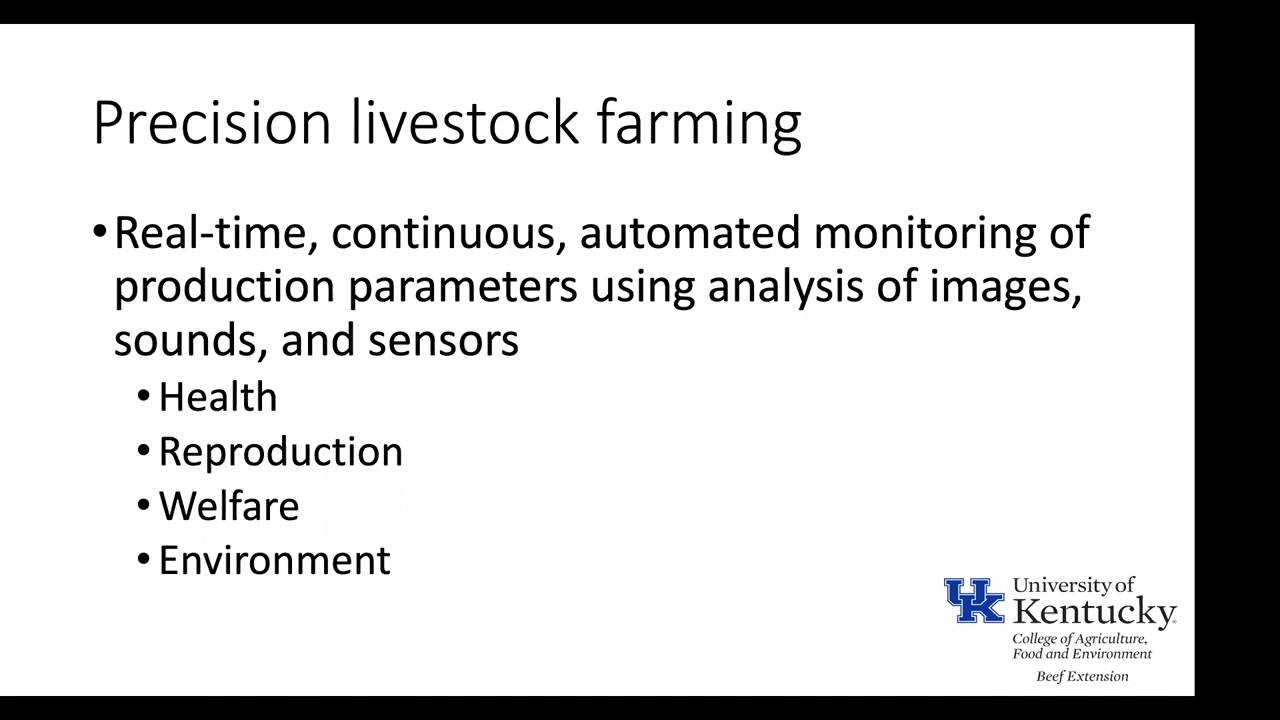 Precision livestock farming
• Real-time, continuous, automated monitoring of
production parameters using analysis of images,
sounds, and sensors
• Health
• Reproduction
• Welfare
• Environment
UK
University of
Kentucky®
College of Agriculture,
Food and Environment
Beef Extension